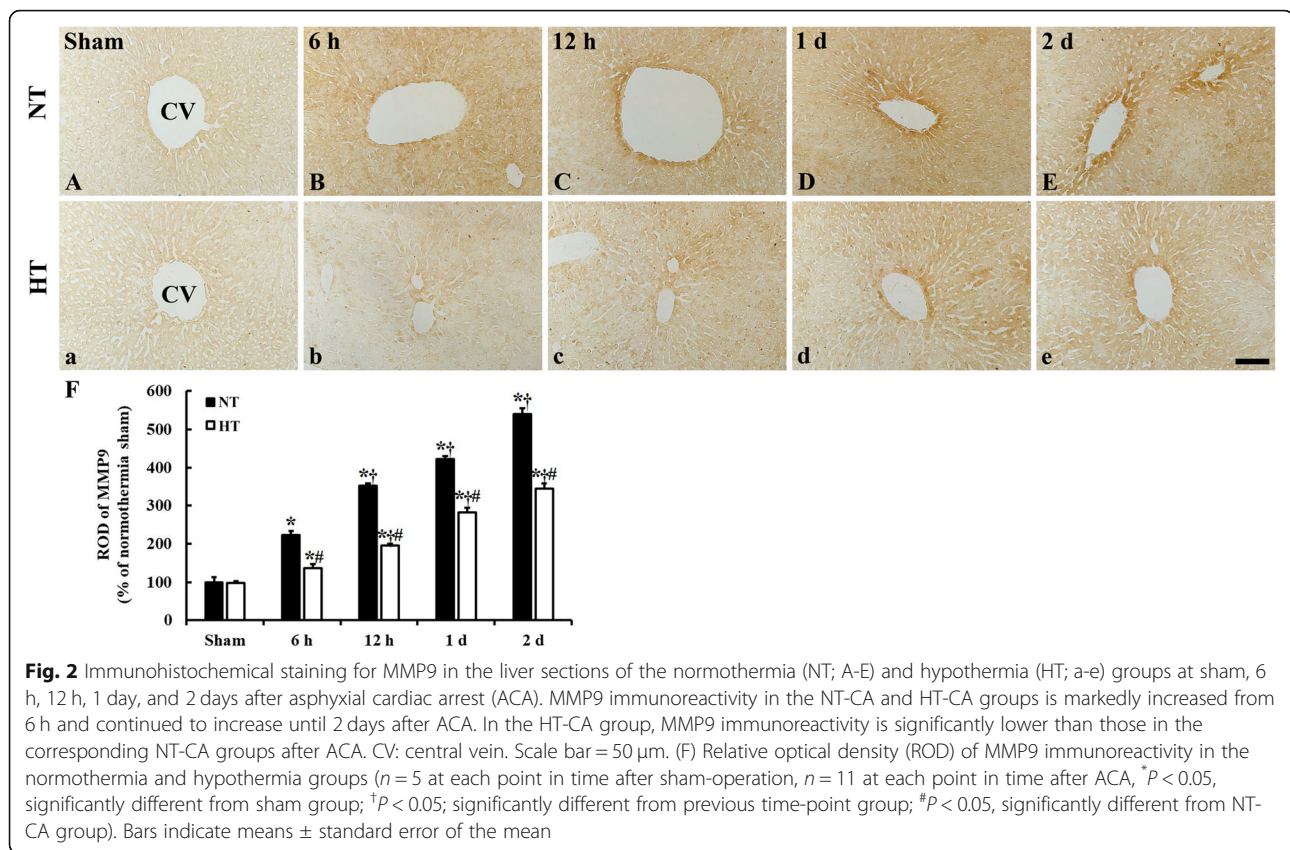 Sham 6 h 12 h 1 d 2 d
NT
CV
A B C D E
HT
CV
a b c d e
F
600
500
400
300
200
100
0
ROD of MMP9
(% of normothermia sham)
NT
HT
* *† *† *† *†
*# *†# *†# *†#
Sham 6 h 12 h 1 d 2 d
Fig. 2 Immunohistochemical staining for MMP9 in the liver sections of the normothermia (NT; A-E) and hypothermia (HT; a-e) groups at sham, 6
h, 12 h, 1 day, and 2 days after asphyxial cardiac arrest (ACA). MMP9 immunoreactivity in the NT-CA and HT-CA groups is markedly increased from
6 h and continued to increase until 2 days after ACA. In the HT-CA group, MMP9 immunoreactivity is significantly lower than those in the
corresponding NT-CA groups after ACA. CV: central vein. Scale bar = 50 μm. (F) Relative optical density (ROD) of MMP9 immunoreactivity in the
normothermia and hypothermia groups (n = 5 at each point in time after sham-operation, n = 11 at each point in time after ACA, *P < 0.05,
significantly different from sham group; †P < 0.05; significantly different from previous time-point group; #P < 0.05, significantly different from NT-
CA group). Bars indicate means ± standard error of the mean